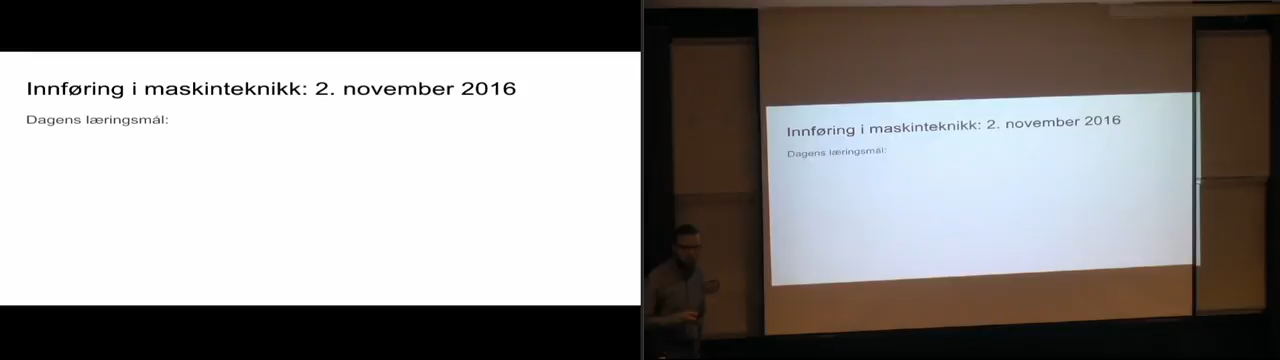 Innføring i maskinteknikk: 2. november 2016
Dagens læringsmål:
Innføring i maskinteknikk: 2. november 2016
Dagens læringsmål: